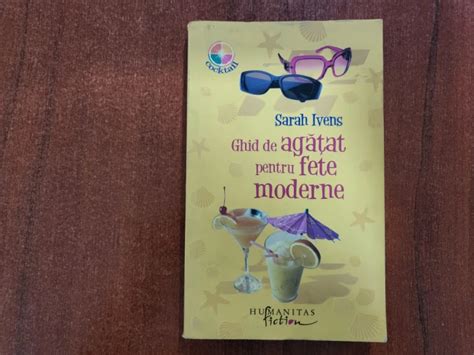 cocktail
Sarah Ivens
Ghid de agățat
pentru fete
moderne
HUMANITAS
fiction